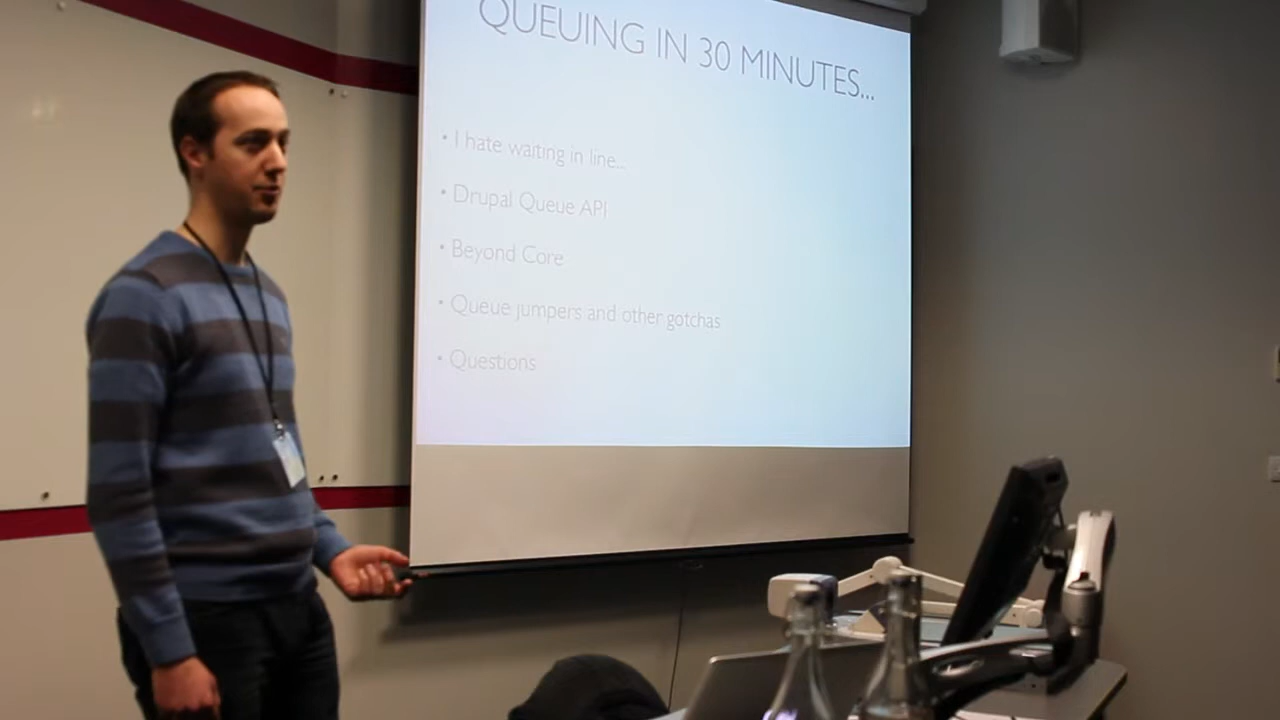 QUEUING IN 30 MINUTES...
• I hate waiting in line...
• Drupal Queue API
• Beyond Core
• Queue jumpers and other gotchas
• Questions